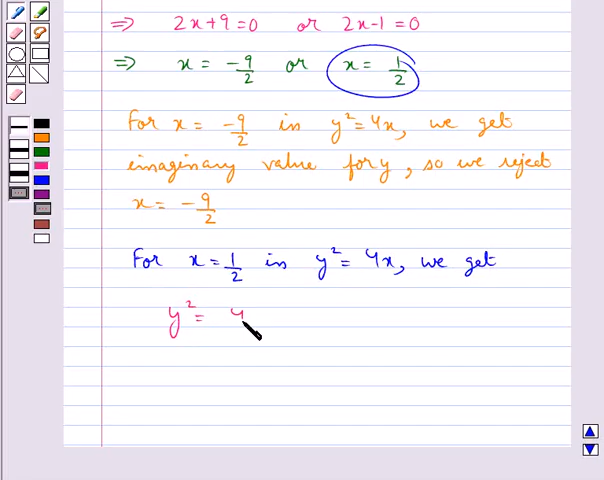 ⇒ 2x+9=0 or 2x-1=0
⇒ x = -9/2 or x = 1/2
For x = -9/2 in y²=4x, we get
imaginary value for y, so we reject
x = -9/2
For x = 1/2 in y² = 4x, we get
y² = 4